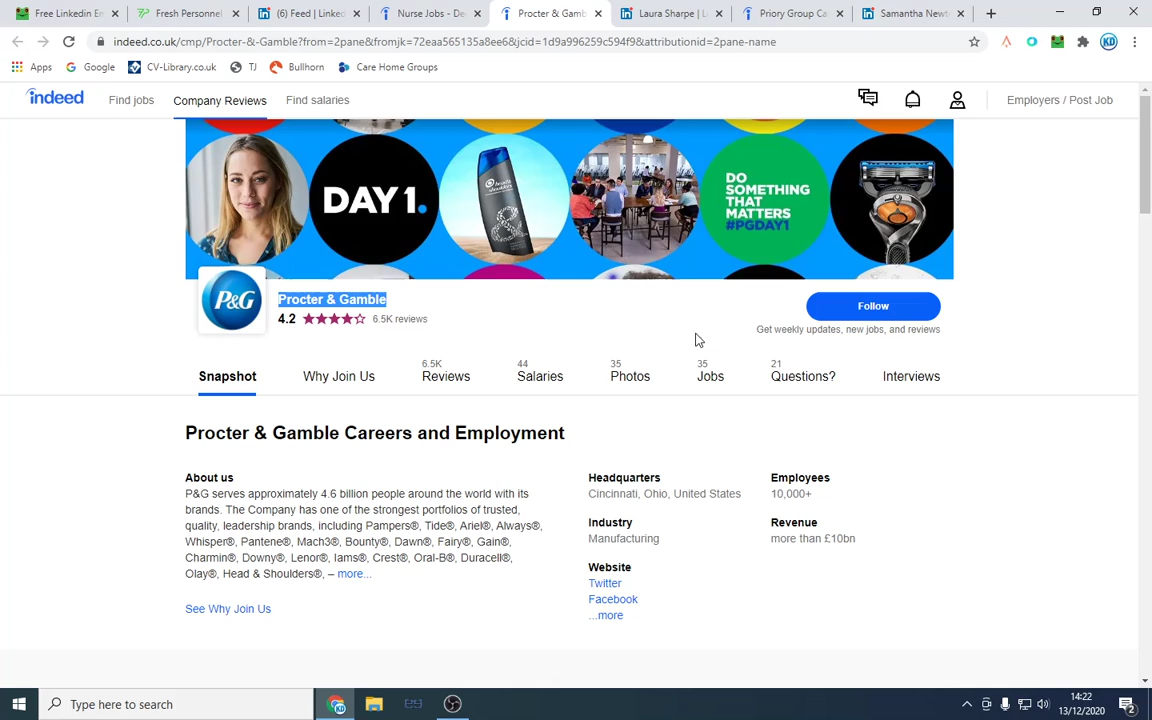 Free Linkedin En
Fresh Personnel
(6) Feed | Linked
Nurse Jobs - De
Procter & Gamb
Laura Sharpe | L
Priory Group Ca
Samantha Newt
indeed.co.uk/cmp/Procter-&-Gamble?from=2pane&fromjk=72eaa565135a8ee6&jcid=1d9a996259c594f9&attributionid=2pane-name
KD
Apps
Google
CV-Library.co.uk
TJ
Bullhorn
Care Home Groups
indeed
Find jobs
Company Reviews
Find salaries
Employers / Post Job
DAY 1.
head & shoulders
DO
SOMETHING
THAT
MATTERS
#PGDAY1
P&G
Procter & Gamble
4.2
6.5K reviews
Follow
Get weekly updates, new jobs, and reviews
Snapshot
Why Join Us
6.5K
Reviews
44
Salaries
35
Photos
35
Jobs
21
Questions?
Interviews
Procter & Gamble Careers and Employment
About us
P&G serves approximately 4.6 billion people around the world with its
brands. The Company has one of the strongest portfolios of trusted,
quality, leadership brands, including Pampers®, Tide®, Ariel®, Always®,
Whisper®, Pantene®, Mach3®, Bounty®, Dawn®, Fairy®, Gain®,
Charmin®, Downy®, Lenor®, Iams®, Crest®, Oral-B®, Duracell®,
Olay®, Head & Shoulders®, – more...
See Why Join Us
Headquarters
Cincinnati, Ohio, United States
Industry
Manufacturing
Website
Twitter
Facebook
...more
Employees
10,000+
Revenue
more than £10bn
Type here to search
14:22
13/12/2020
2